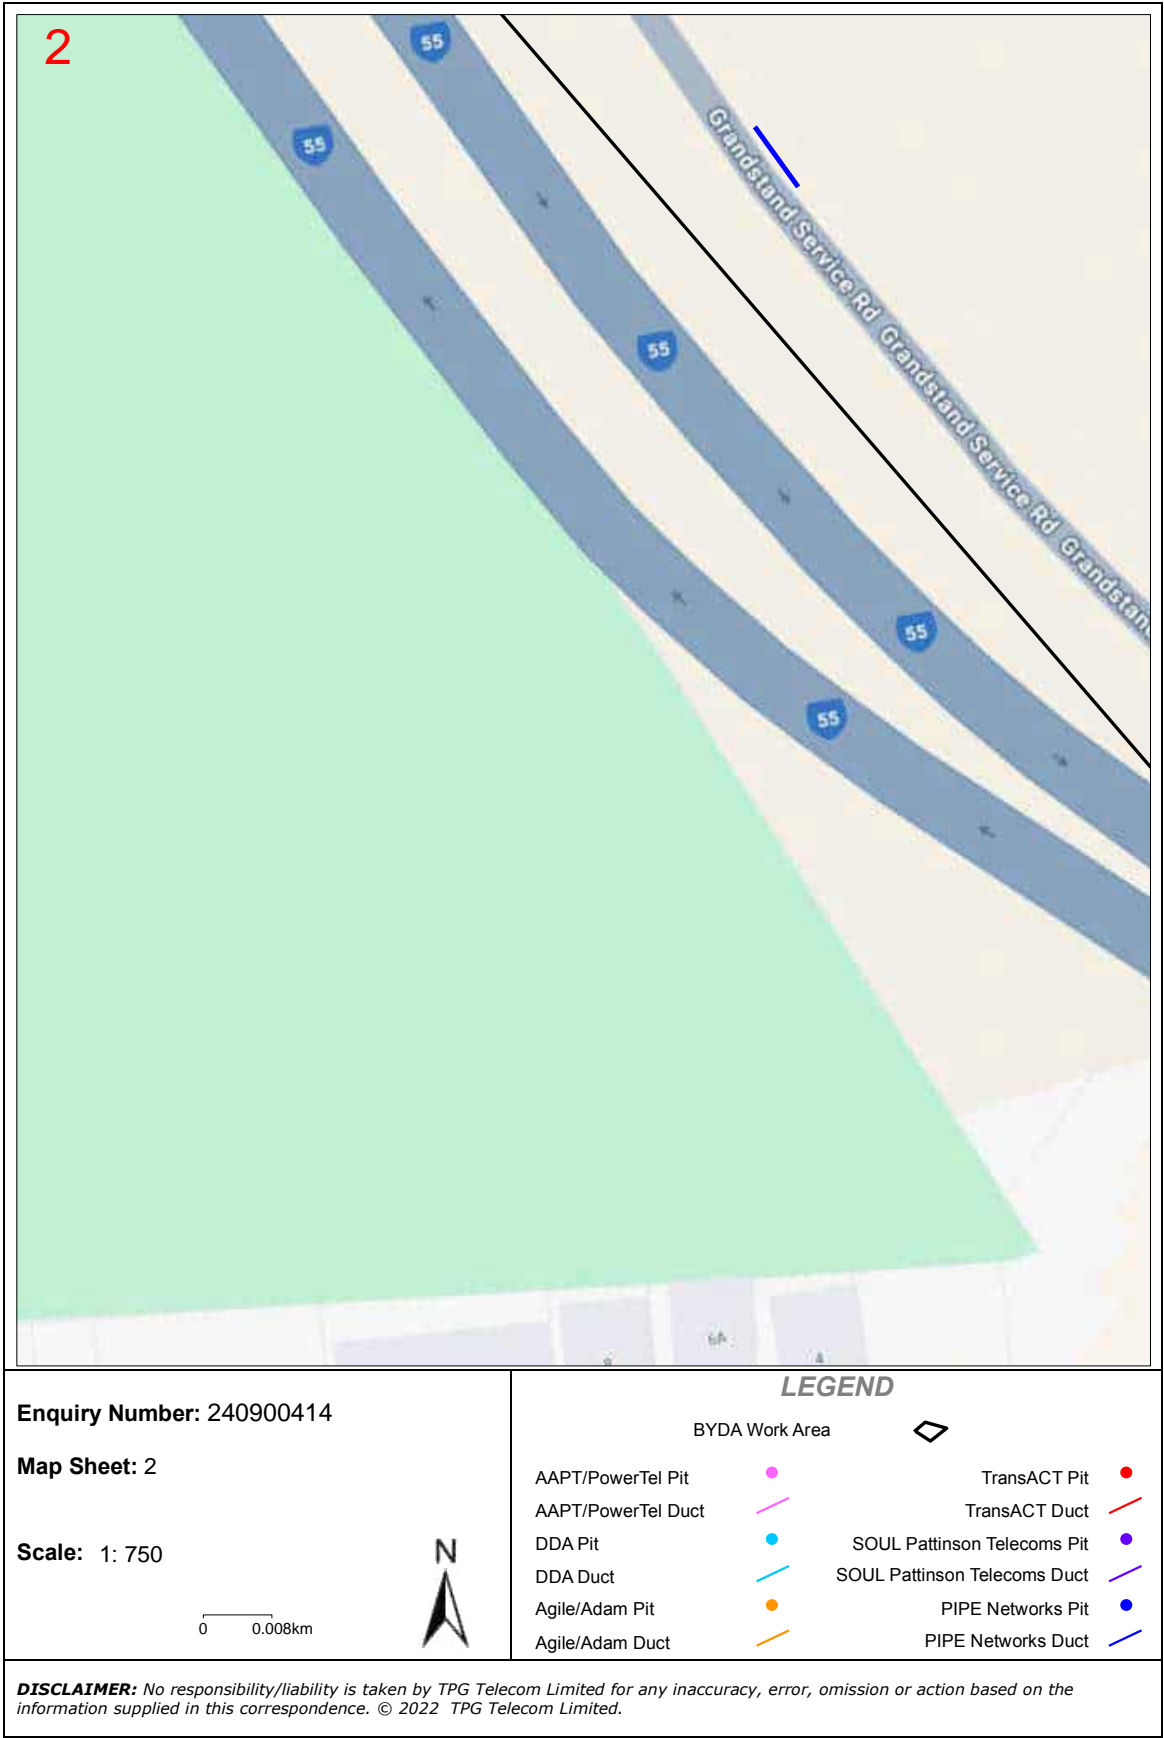 2
55
55
Grandstand Service Rd Grandstand Service Rd Grandstan
55
55
55
6A
4
Enquiry Number: 240900414
Map Sheet: 2
Scale: 1: 750
0 0.008km
N
LEGEND
BYDA Work Area
AAPT/PowerTel Pit
AAPT/PowerTel Duct
DDA Pit
DDA Duct
Agile/Adam Pit
Agile/Adam Duct
TransACT Pit
TransACT Duct
SOUL Pattinson Telecoms Pit
SOUL Pattinson Telecoms Duct
PIPE Networks Pit
PIPE Networks Duct
DISCLAIMER: No responsibility/liability is taken by TPG Telecom Limited for any inaccuracy, error, omission or action based on the
information supplied in this correspondence. © 2022 TPG Telecom Limited.